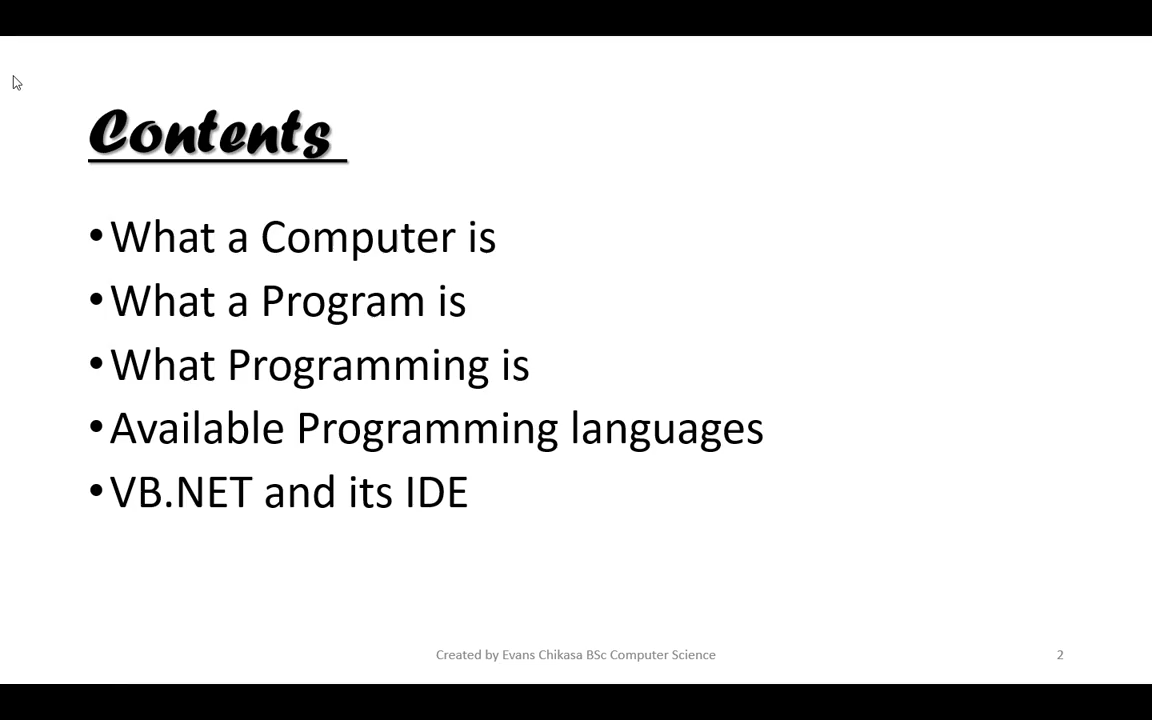 Contents
•What a Computer is
•What a Program is
•What Programming is
•Available Programming languages
•VB.NET and its IDE
Created by Evans Chikasa BSc Computer Science
2